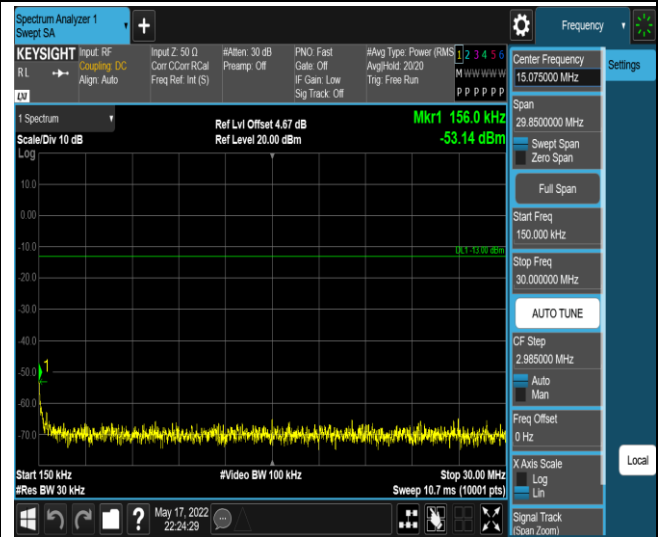 Spectrum Analyzer 1
Swept SA
+
Frequency
KEYSIGHT
RL
LXI
Input: RF
Coupling: DC
Align: Auto
Input Z: 50 Ω
Corr CCorr RCal
Freq Ref: Int (S)
#Atten: 30 dB
Preamp: Off
PNO: Fast
Gate: Off
IF Gain: Low
Sig Track: Off
#Avg Type: Power (RMS
Avg|Hold: 20/20
Trig: Free Run
1 2 3 4 5 6
M W W W W W
P P P P P P
1 Spectrum
Scale/Div 10 dB
Log
Ref Lvl Offset 4.67 dB
Ref Level 20.00 dBm
Mkr1 156.0 kHz
-53.14 dBm
10.0
0.00
-10.0
DL1 -13.00 dBm
-20.0
-30.0
-40.0
-50.0
1
-60.0
-70.0
Start 150 kHz
#Video BW 100 kHz
Stop 30.00 MHz
#Res BW 30 kHz
Sweep 10.7 ms (10001 pts)
Center Frequency
15.075000 MHz
Settings
Span
29.8500000 MHz
Swept Span
Zero Span
Full Span
Start Freq
150.000 kHz
Stop Freq
30.000000 MHz
AUTO TUNE
CF Step
2.985000 MHz
Auto
Man
Freq Offset
0 Hz
X Axis Scale
Log
Lin
Local
Signal Track
(Span Zoom)
?
May 17, 2022
22:24:29